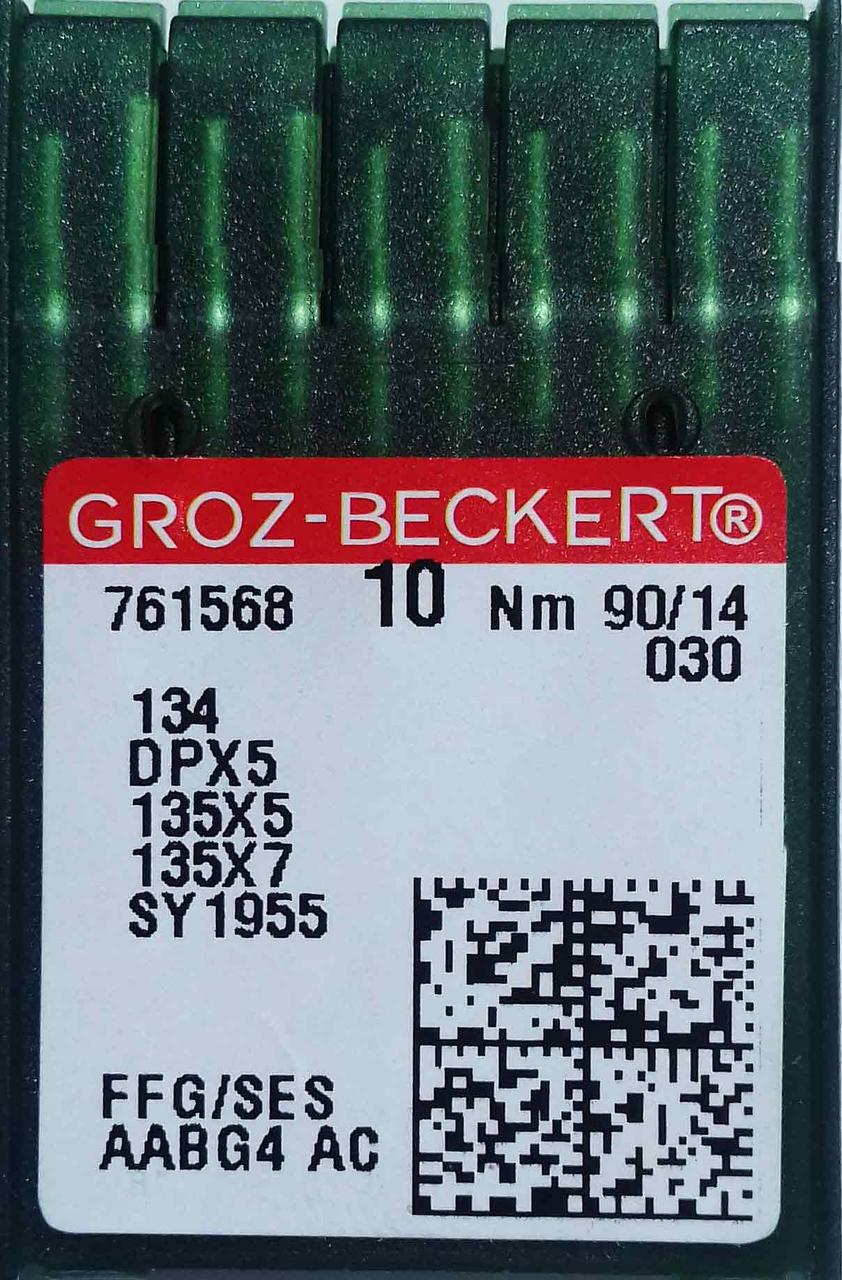 GROZ-BECKERT®
761568 10 Nm 90/14
030
134
DPX5
135X5
135X7
SY1955
FFG/SES
AABG4 AC